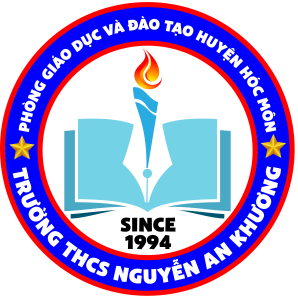 PHÒNG GIÁO DỤC VÀ ĐÀO TẠO HUYỆN HÓC MÔN
SINCE
1994
TRƯỜNG THCS NGUYỄN AN KHƯƠNG